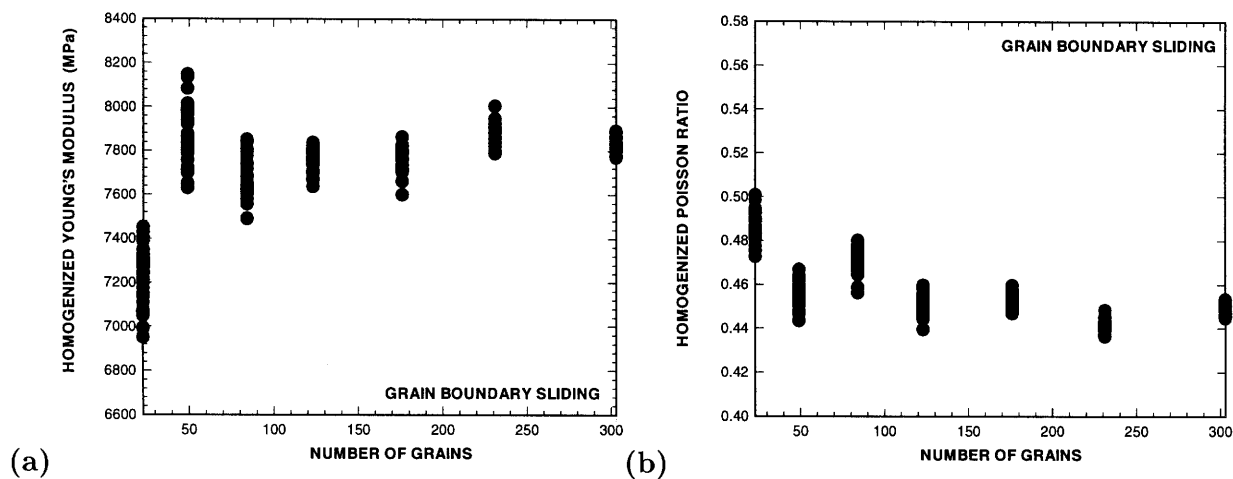 8400
8200
8000
7800
7600
7400
7200
7000
6800
6600
HOMOGENIZED YOUNG'S MODULUS (MPa)
GRAIN BOUNDARY SLIDING
50 100 150 200 250 300
NUMBER OF GRAINS
(a)
0.58
0.56
0.54
0.52
0.50
0.48
0.46
0.44
0.42
0.40
HOMOGENIZED POISSON RATIO
GRAIN BOUNDARY SLIDING
50 100 150 200 250 300
NUMBER OF GRAINS
(b)